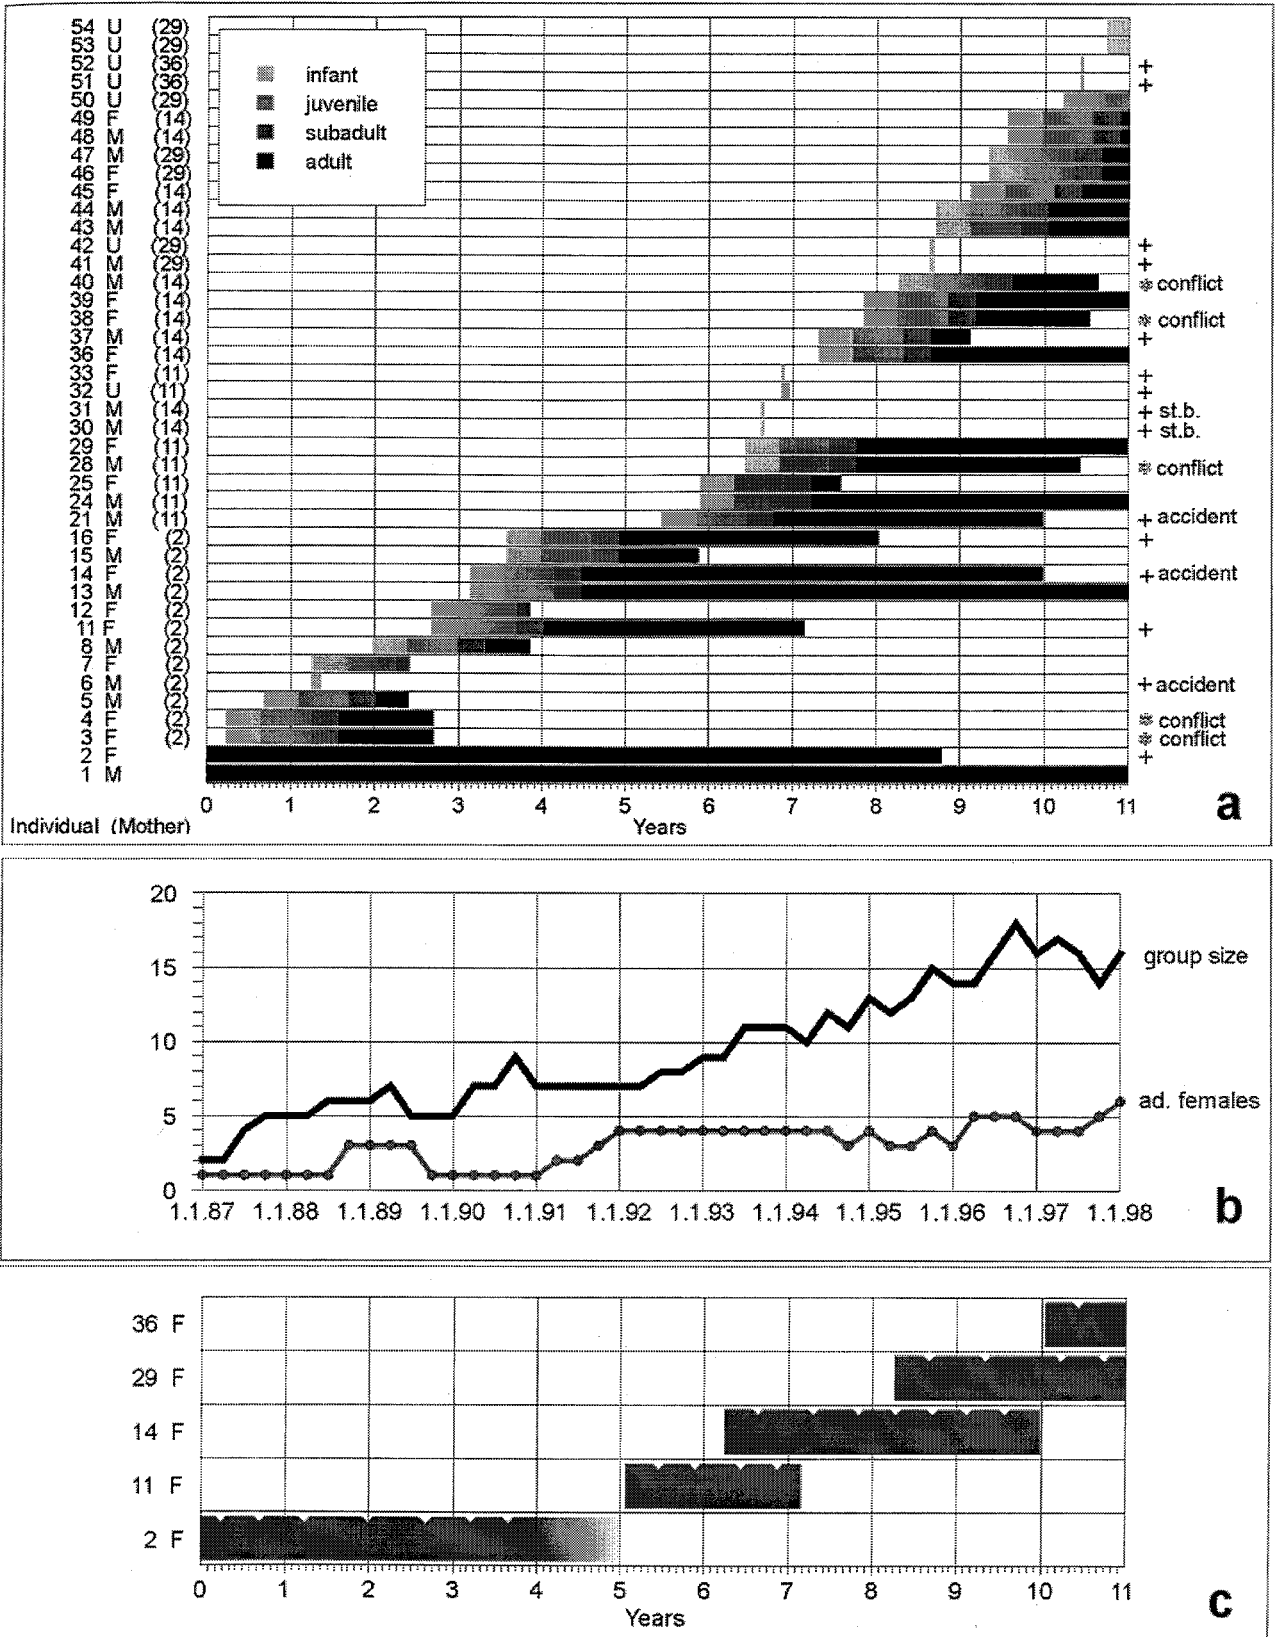 54 U (29)
53 U (29)
52 U (36) +
51 U (36) +
50 U (29)
49 F (14)
48 M (14)
47 M (29)
46 F (29)
45 F (14)
44 M (14)
43 M (14)
42 U (29) +
41 M (29) +
40 M (14) * conflict
39 F (14)
38 F (14) * conflict
37 M (14) +
36 F (14)
33 F (11) +
32 U (11) +
31 M (14) + st.b.
30 M (14) + st.b.
29 F (11)
28 M (11) * conflict
25 F (11)
24 M (11)
21 M (11) + accident
16 F (2) +
15 M (2)
14 F (2) + accident
13 M (2)
12 F (2)
11 F (2) +
8 M (2)
7 F (2)
6 M (2) + accident
5 M (2)
4 F (2) * conflict
3 F (2) * conflict
2 F +
1 M
infant
juvenile
subadult
adult
0 1 2 3 4 5 6 7 8 9 10 11
Individual (Mother) Years
a
20
15
10
5
0
group size
ad. females
1.1.87 1.1.88 1.1.89 1.1.90 1.1.91 1.1.92 1.1.93 1.1.94 1.1.95 1.1.96 1.1.97 1.1.98
b
36 F
29 F
14 F
11 F
2 F
0 1 2 3 4 5 6 7 8 9 10 11
Years
c